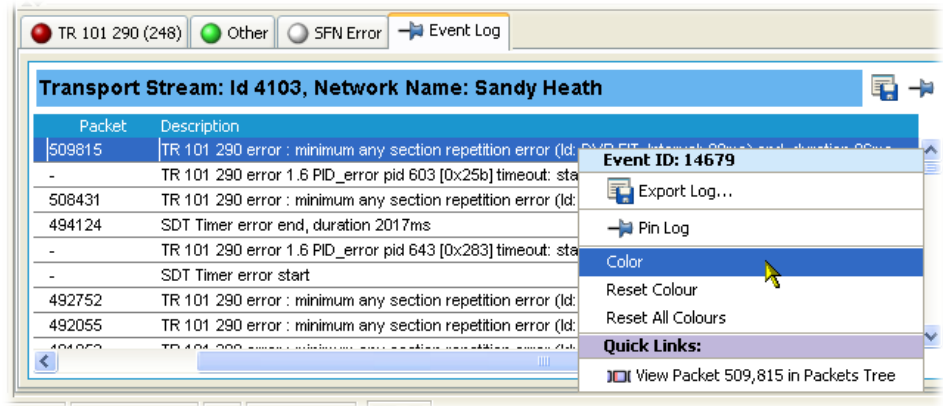 TR 101 290 (248) Other SFN Error Event Log
Transport Stream: Id 4103, Network Name: Sandy Heath
Packet Description
509815 TR 101 290 error : minimum any section repetition error (Id:
- TR 101 290 error 1.6 PID_error pid 603 [0x25b] timeout: sta
508431 TR 101 290 error : minimum any section repetition error (Id:
494124 SDT Timer error end, duration 2017ms
- TR 101 290 error 1.6 PID_error pid 643 [0x283] timeout: sta
- SDT Timer error start
492752 TR 101 290 error : minimum any section repetition error (Id:
492055 TR 101 290 error : minimum any section repetition error (Id:
Event ID: 14679
Export Log...
Pin Log
Color
Reset Colour
Reset All Colours
Quick Links:
View Packet 509,815 in Packets Tree